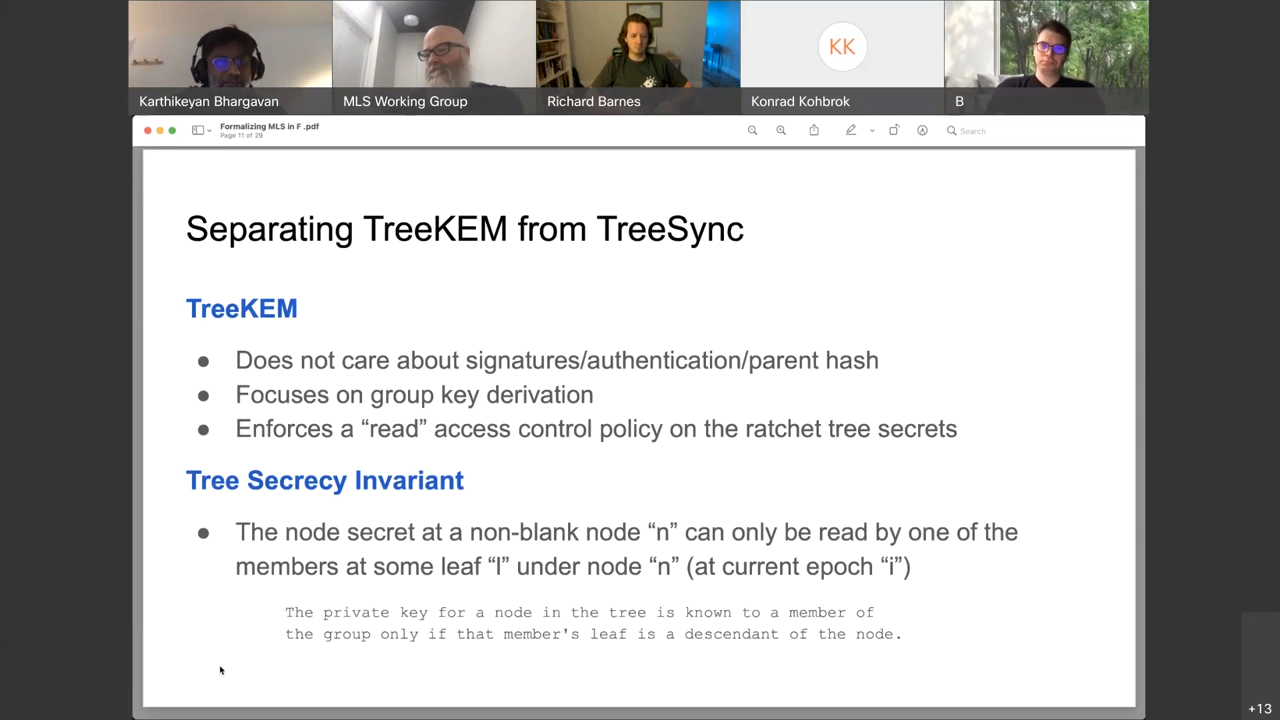 KK
Karthikeyan Bhargavan
MLS Working Group
Richard Barnes
Konrad Kohbrok
B
Formalizing MLS in F .pdf
Page 11 of 29
Search
Separating TreeKEM from TreeSync
TreeKEM
● Does not care about signatures/authentication/parent hash
● Focuses on group key derivation
● Enforces a “read” access control policy on the ratchet tree secrets
Tree Secrecy Invariant
● The node secret at a non-blank node “n” can only be read by one of the
members at some leaf “l” under node “n” (at current epoch “i”)
The private key for a node in the tree is known to a member of
the group only if that member's leaf is a descendant of the node.
+13